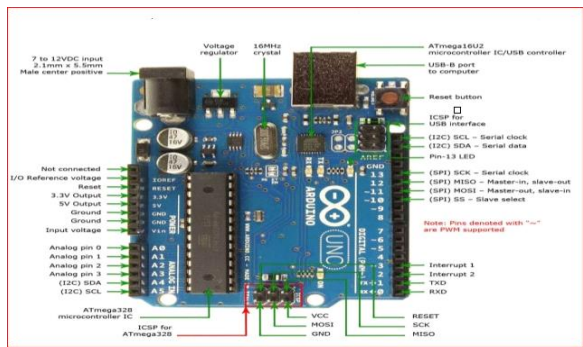 7 to 12VDC input
2.1mm x 5.5mm
Male center positive
Voltage
regulator
16MHz
crystal
ATmega16U2
microcontroller IC/USB controller
USB-B port
to computer
Reset button
ICSP for
USB interface
(I2C) SCL – Serial clock
(I2C) SDA – Serial data
Pin-13 LED
(SPI) SCK – Serial clock
(SPI) MISO – Master-in, slave-out
(SPI) MOSI – Master-out, slave-in
(SPI) SS – Slave select
Note: Pins denoted with "~"
are PWM supported
Interrupt 1
Interrupt 2
TXD
RXD
Not connected
I/O Reference voltage
Reset
3.3V Output
5V Output
Ground
Ground
Input voltage
Analog pin 0
Analog pin 1
Analog pin 2
Analog pin 3
(I2C) SDA
(I2C) SCL
IOREF
RESET
3.3V
5V
GND
GND
Vin
POWER
A0
A1
A2
A3
A4
A5
ANALOG IN
ARDUINO
UNO
AREF
GND
13
12
~11
~10
~9
8
7
~6
~5
4
~3
2
ICSP
ATmega328
microcontroller IC
ICSP for
ATmega328
VCC
MOSI
GND
RESET
SCK
MISO